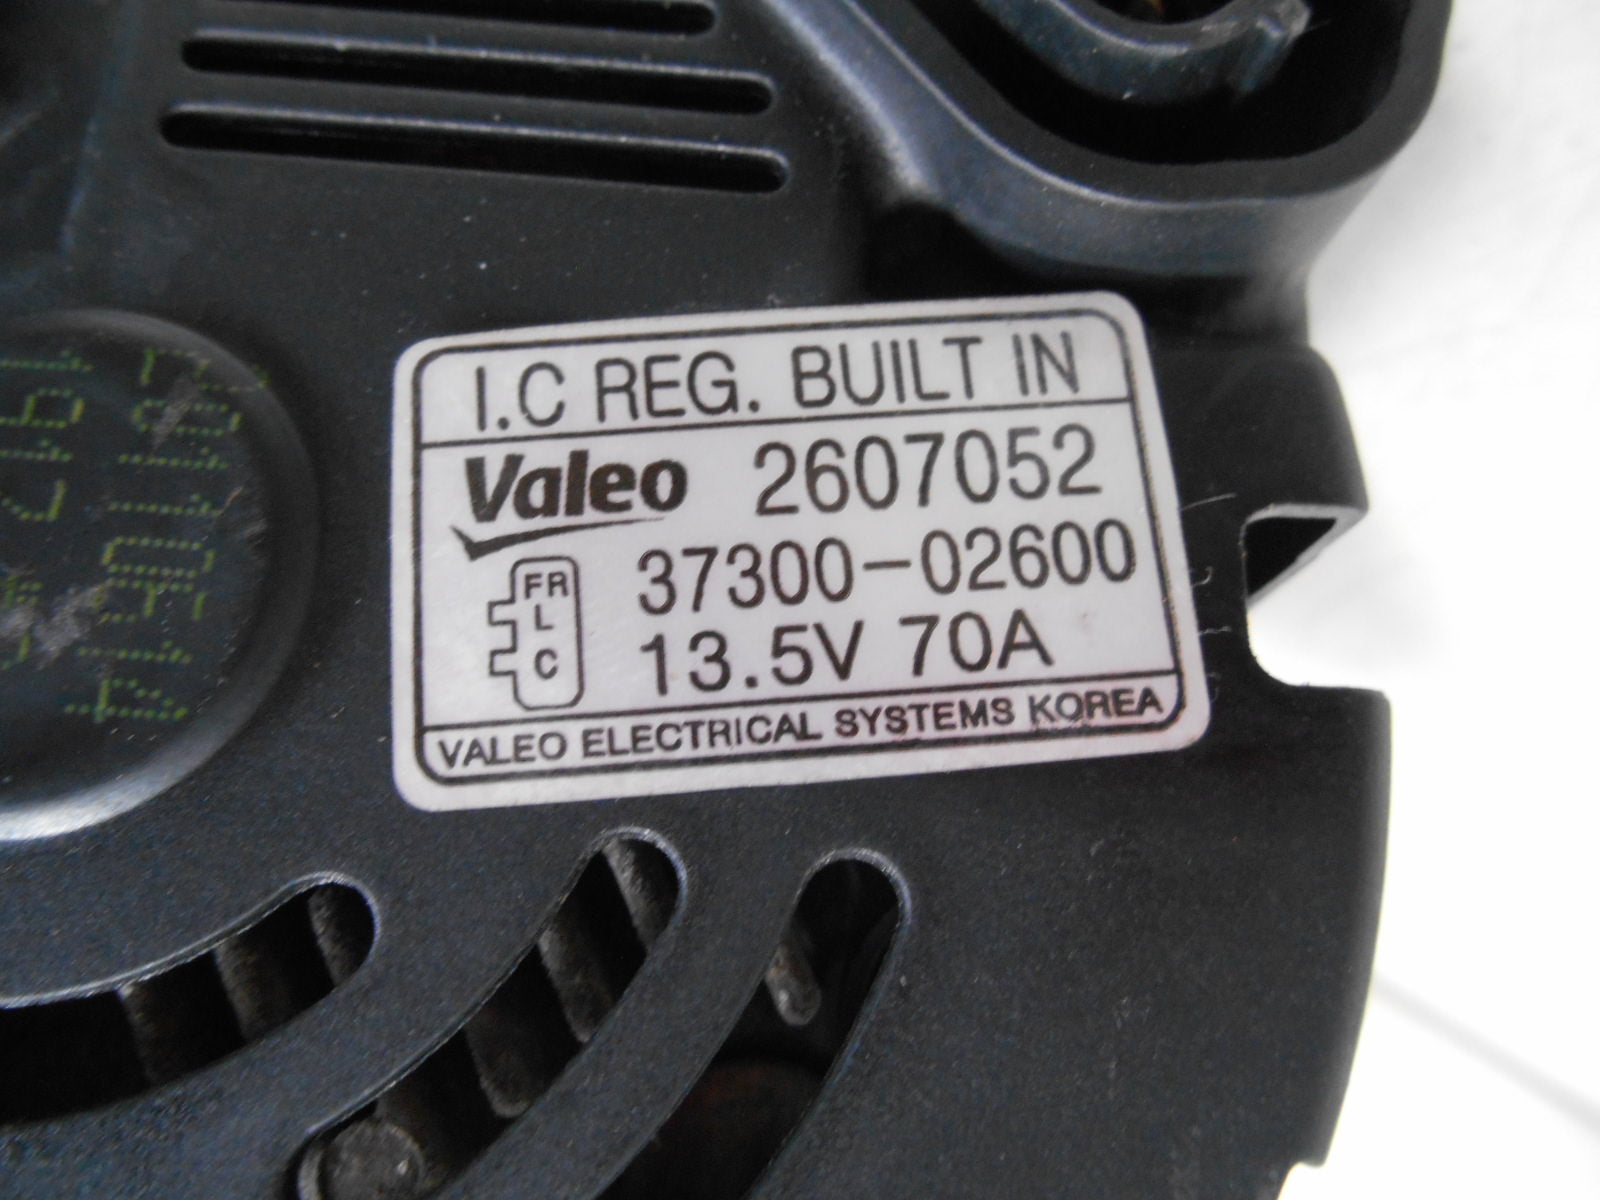 I.C REG. BUILT IN
Valeo 2607052
37300-02600
FR
L
C
13.5V 70A
VALEO ELECTRICAL SYSTEMS KOREA